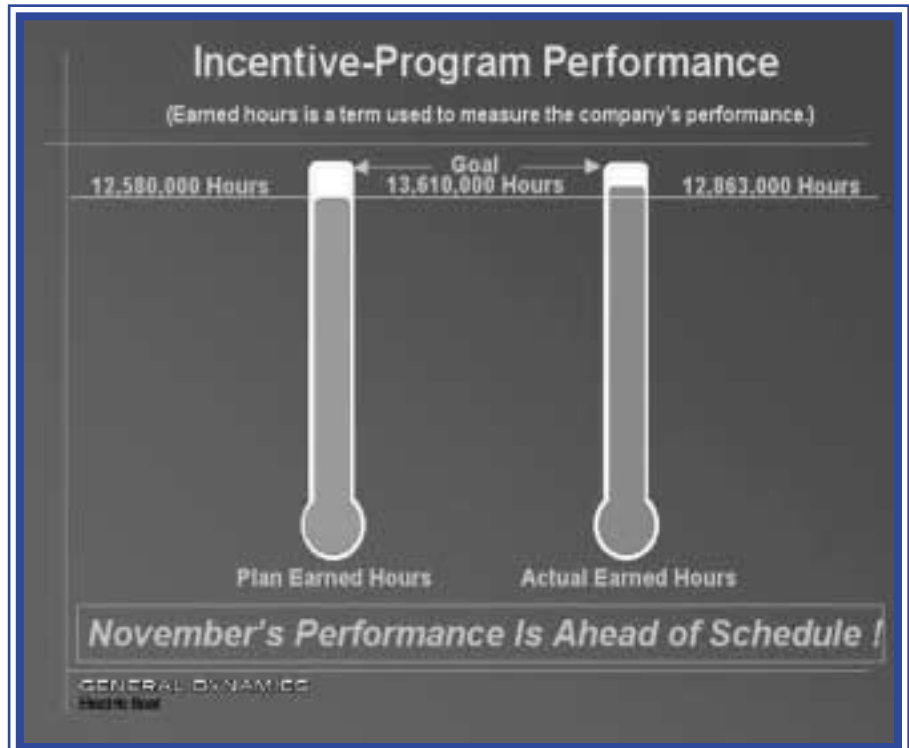 Incentive-Program Performance
(Earned hours is a term used to measure the company's performance.)
Goal
12,580,000 Hours 13,610,000 Hours 12,863,000 Hours
Plan Earned Hours Actual Earned Hours
November's Performance Is Ahead of Schedule !
GENERAL DYNAMICS
Electric Boat